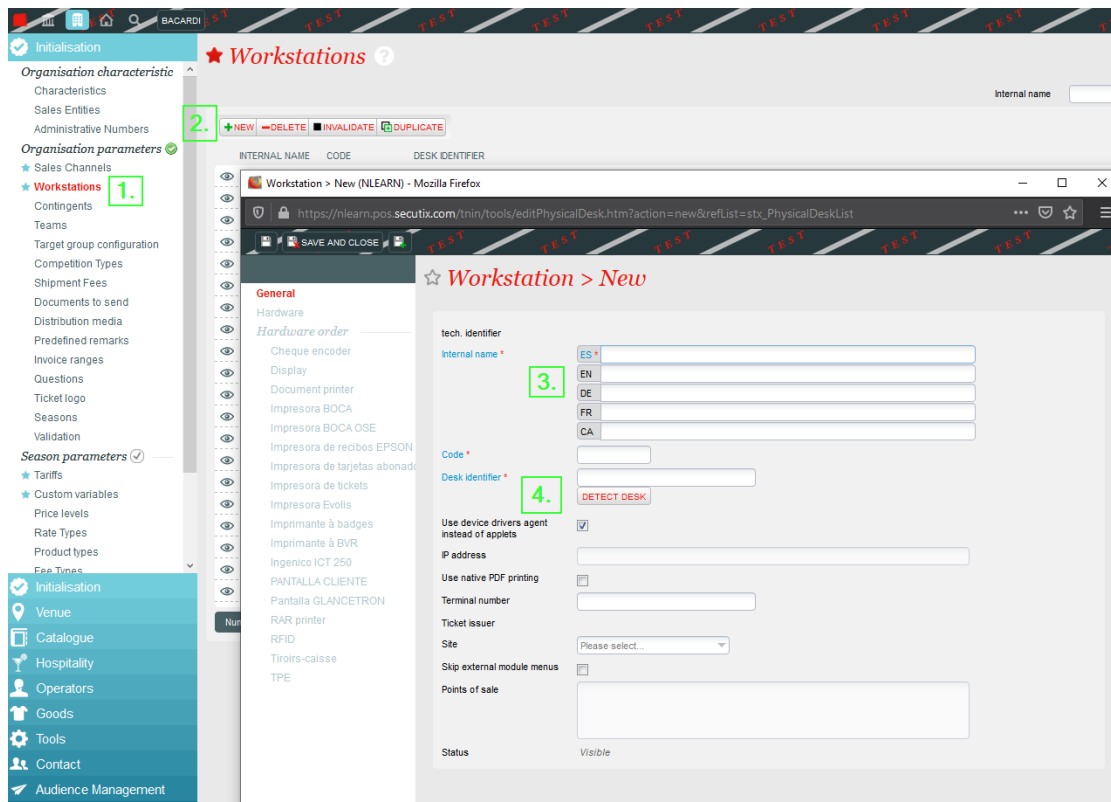 BACARDI
TEST TEST TEST TEST TEST TEST TEST TEST
Initialisation
Organisation characteristic
Characteristics
Sales Entities
Administrative Numbers
Organisation parameters
Sales Channels
Workstations
1.
Contingents
Teams
Target group configuration
Competition Types
Shipment Fees
Documents to send
Distribution media
Predefined remarks
Invoice ranges
Questions
Ticket logo
Seasons
Validation
Season parameters
Tariffs
Custom variables
Price levels
Rate Types
Product types
Fee Types
Initialisation
Venue
Catalogue
Hospitality
Operators
Goods
Tools
Contact
Audience Management
Workstations ?
Internal name
2.
NEW DELETE INVALIDATE DUPLICATE
INTERNAL NAME CODE DESK IDENTIFIER
Workstation > New (NLEARN) - Mozilla Firefox
https://nlearn.pos.secutix.com/tnin/tools/editPhysicalDesk.htm?action=new&refList=stx_PhysicalDeskList
SAVE AND CLOSE
TEST TEST TEST TEST TEST TEST
General
Hardware
Hardware order
Cheque encoder
Display
Document printer
Impresora BOCA
Impresora BOCA OSE
Impresora de recibos EPSON
Impresora de tarjetas abonado
Impresora de tickets
Impresora Evolis
Imprimante à badges
Imprimante à BVR
Ingenico ICT 250
PANTALLA CLIENTE
Pantalla GLANCETRON
RAR printer
RFID
Tiroirs-caisse
TPE
Workstation > New
tech. identifier
Internal name *
ES *
EN
3.
DE
FR
CA
Code *
Desk identifier *
4.
DETECT DESK
Use device drivers agent
instead of applets
IP address
Use native PDF printing
Terminal number
Ticket issuer
Site Please select...
Skip external module menus
Points of sale
Status Visible